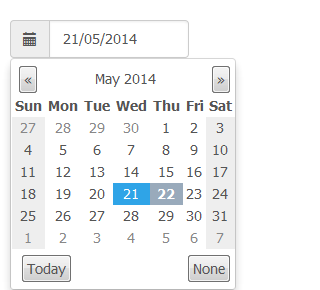 21/05/2014
« May 2014 »
Sun Mon Tue Wed Thu Fri Sat
27 28 29 30 1 2 3
4 5 6 7 8 9 10
11 12 13 14 15 16 17
18 19 20 21 22 23 24
25 26 27 28 29 30 31
1 2 3 4 5 6 7
Today None